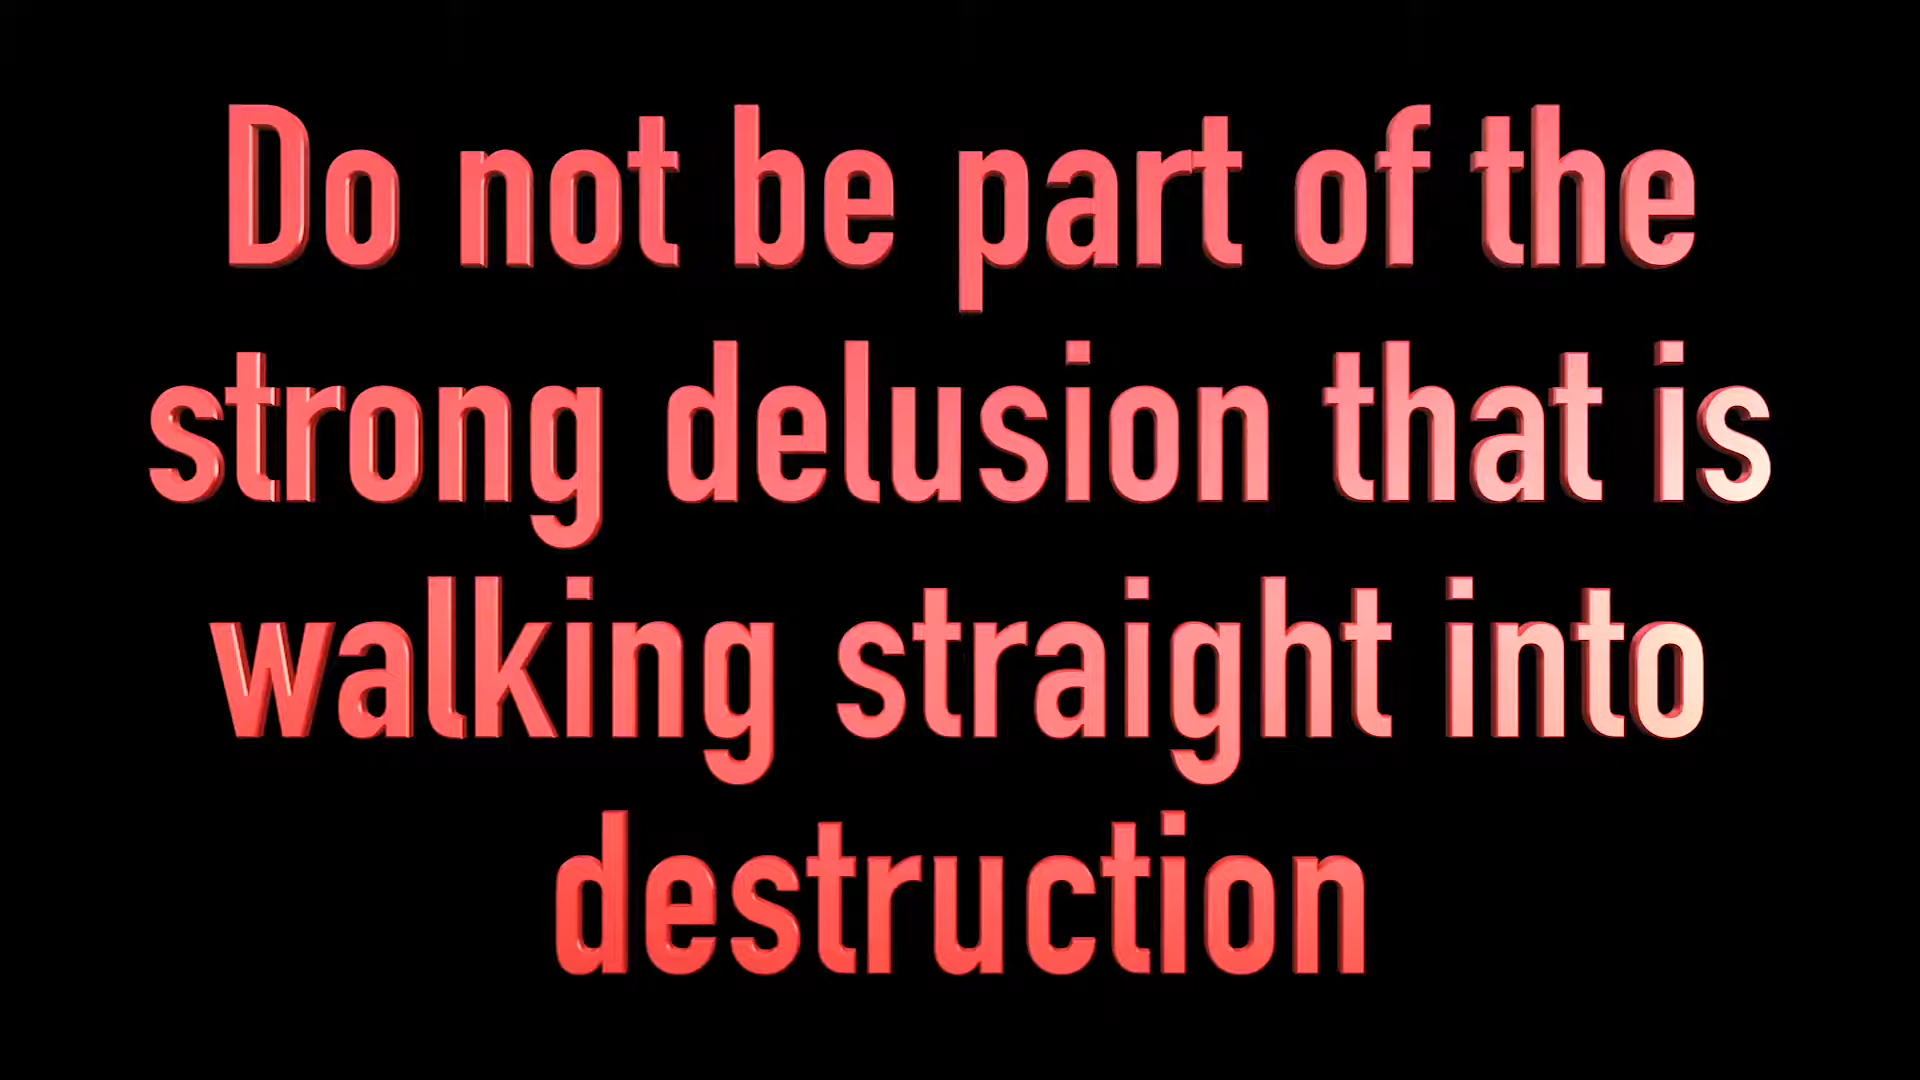 Do not be part of the
strong delusion that is
walking straight into
destruction